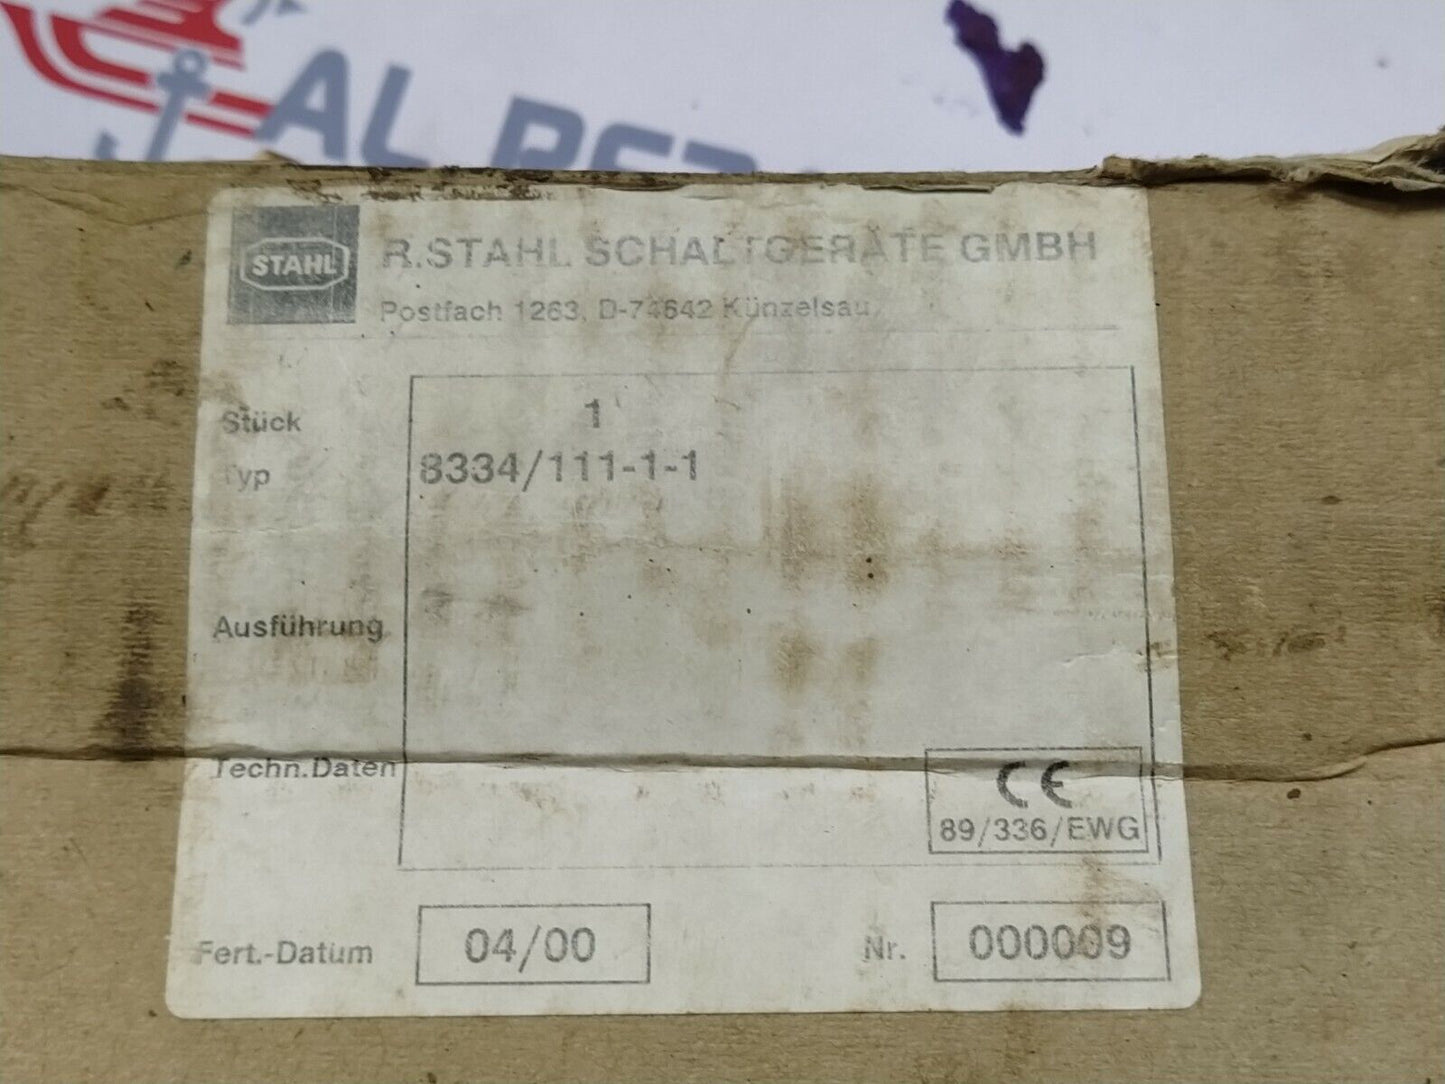 AL
STAHL
R.STAHL SCHALTGERÄTE GMBH
Postfach 1263, D-74642 Künzelsau
Stück 1
Typ 8334/111-1-1
Ausführung
Techn.Daten
CE
89/336/EWG
Fert.-Datum 04/00 Nr. 000009